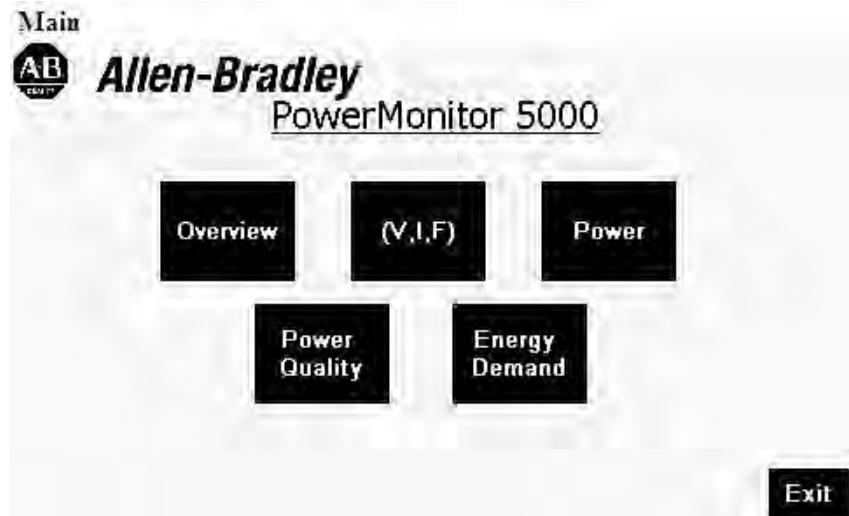 Main
AB
Allen-Bradley
PowerMonitor 5000
Overview
(V,I,F)
Power
Power
Quality
Energy
Demand
Exit